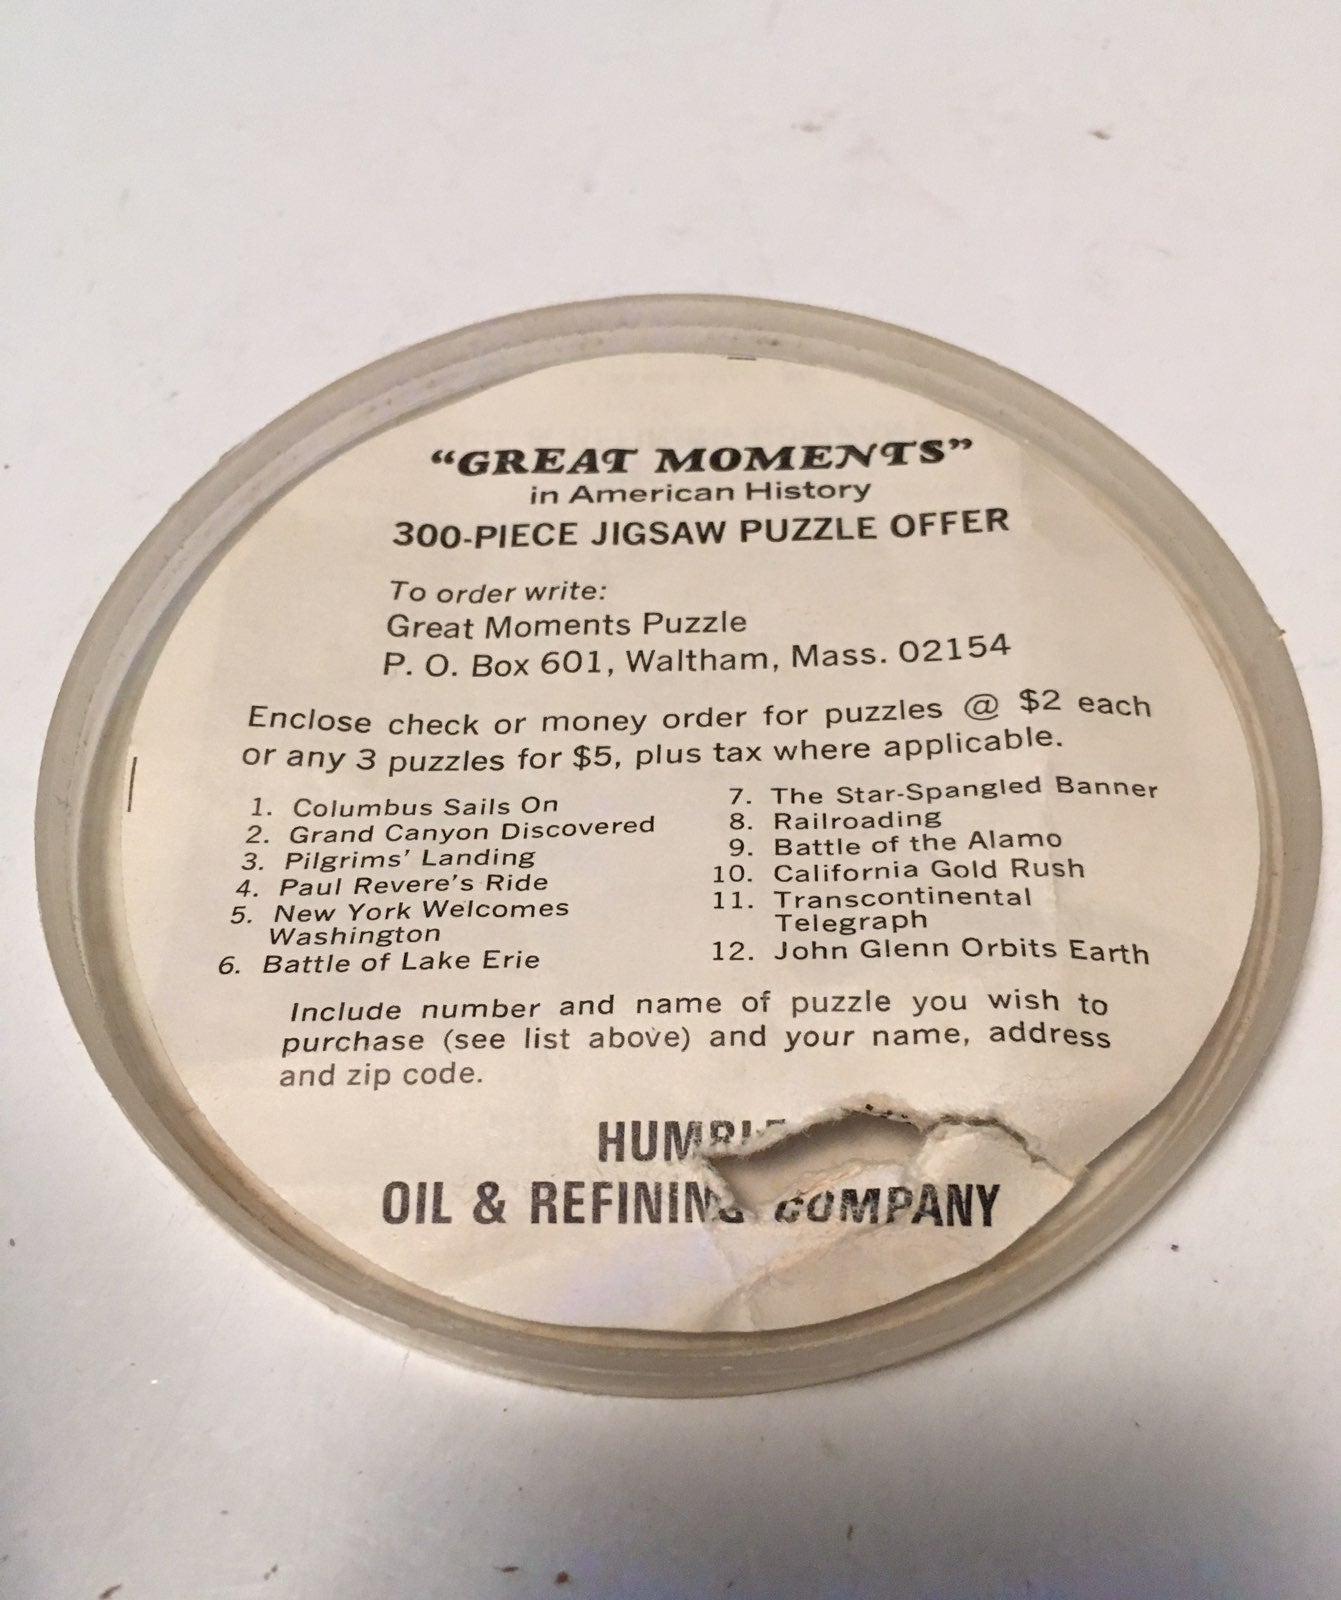 “GREAT MOMENTS”
in American History
300-PIECE JIGSAW PUZZLE OFFER
To order write:
Great Moments Puzzle
P. O. Box 601, Waltham, Mass. 02154
Enclose check or money order for puzzles @ $2 each
or any 3 puzzles for $5, plus tax where applicable.
1. Columbus Sails On
2. Grand Canyon Discovered
3. Pilgrims’ Landing
4. Paul Revere’s Ride
5. New York Welcomes
Washington
6. Battle of Lake Erie
7. The Star-Spangled Banner
8. Railroading
9. Battle of the Alamo
10. California Gold Rush
11. Transcontinental
Telegraph
12. John Glenn Orbits Earth
Include number and name of puzzle you wish to
purchase (see list above) and your name, address
and zip code.
HUMBLE
OIL & REFINING COMPANY